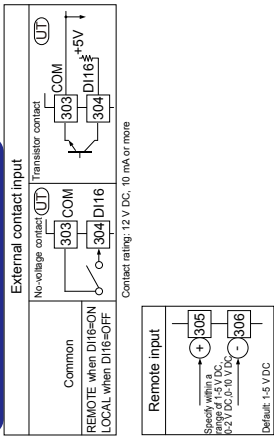 External contact input
Common
No-voltage contact UT
Transistor contact UT
REMOTE when DI16=ON
LOCAL when DI16=OFF
303 COM
304 DI16
COM
303
DI16
304
+5V
Contact rating: 12 V DC, 10 mA or more
Remote input
Specify within a
range of 1-5 V DC,
0-2 V DC,0-10 V DC
+ 305
- 306
Default: 1-5 V DC